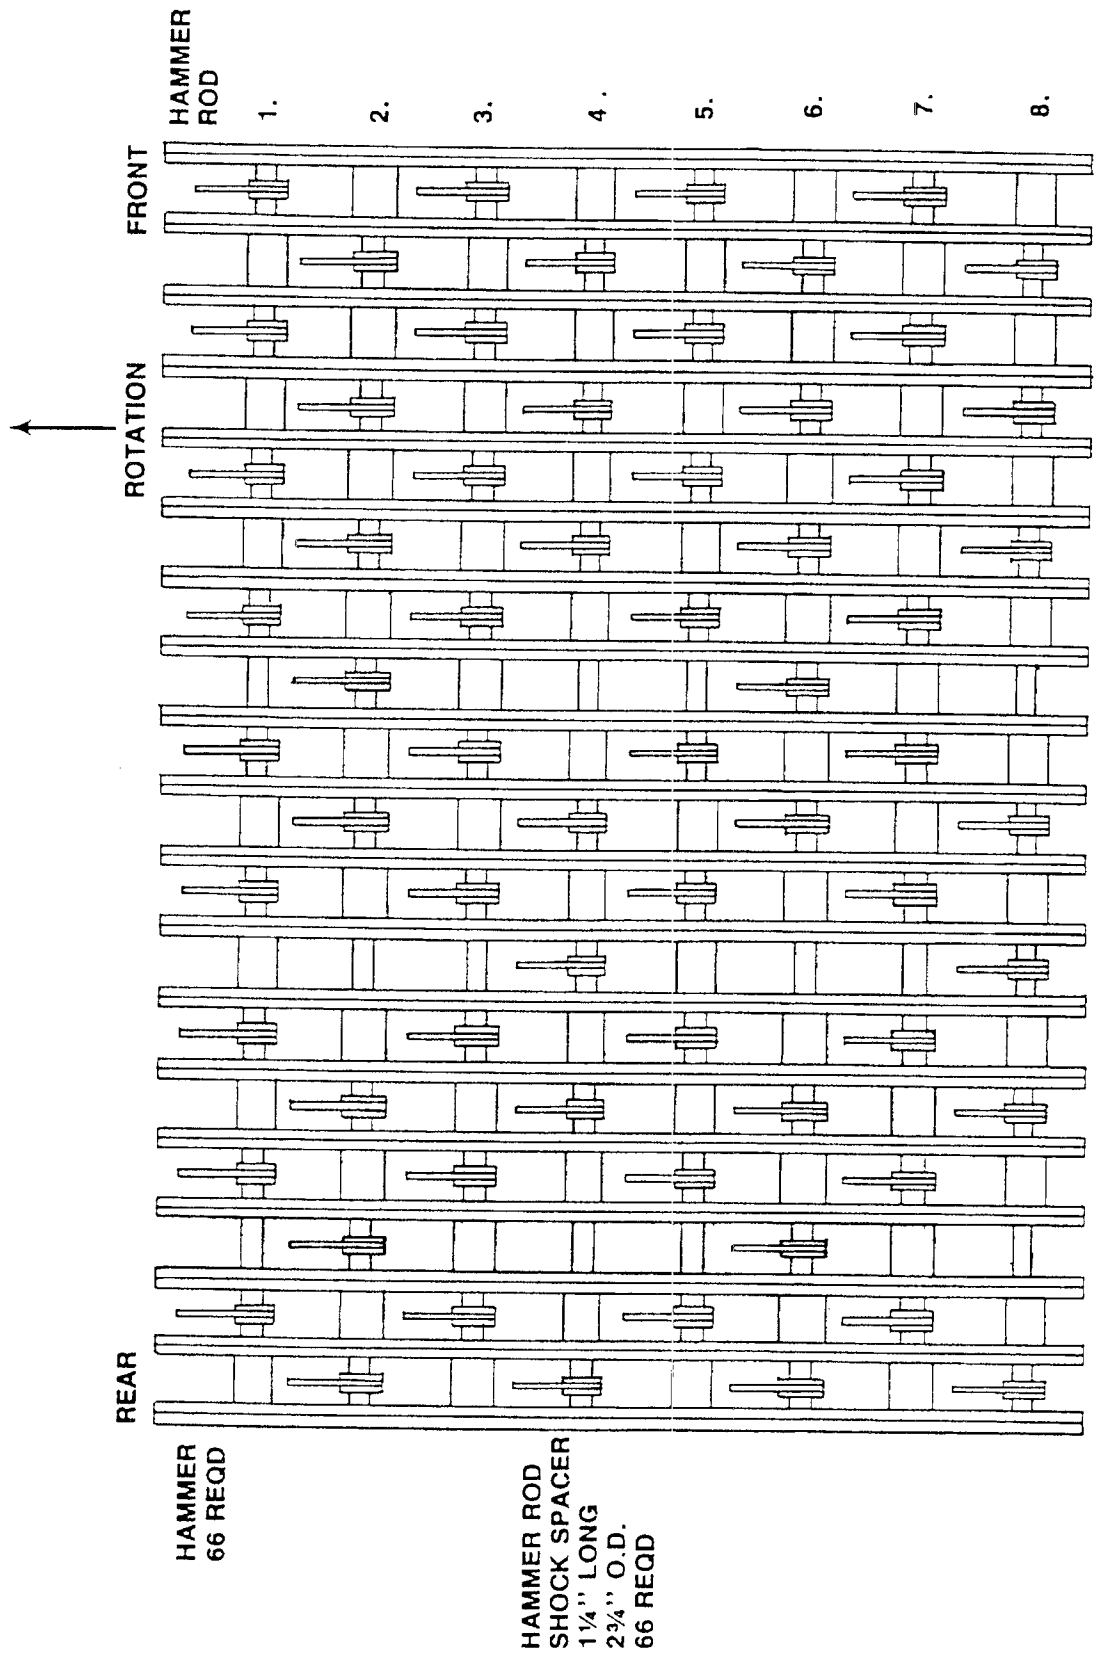 HAMMER
ROD
1.
2.
3.
4.
5.
6.
7.
8.
FRONT
ROTATION
REAR
HAMMER
66 REQD
HAMMER ROD
SHOCK SPACER
1¼'' LONG
2¾'' O.D.
66 REQD